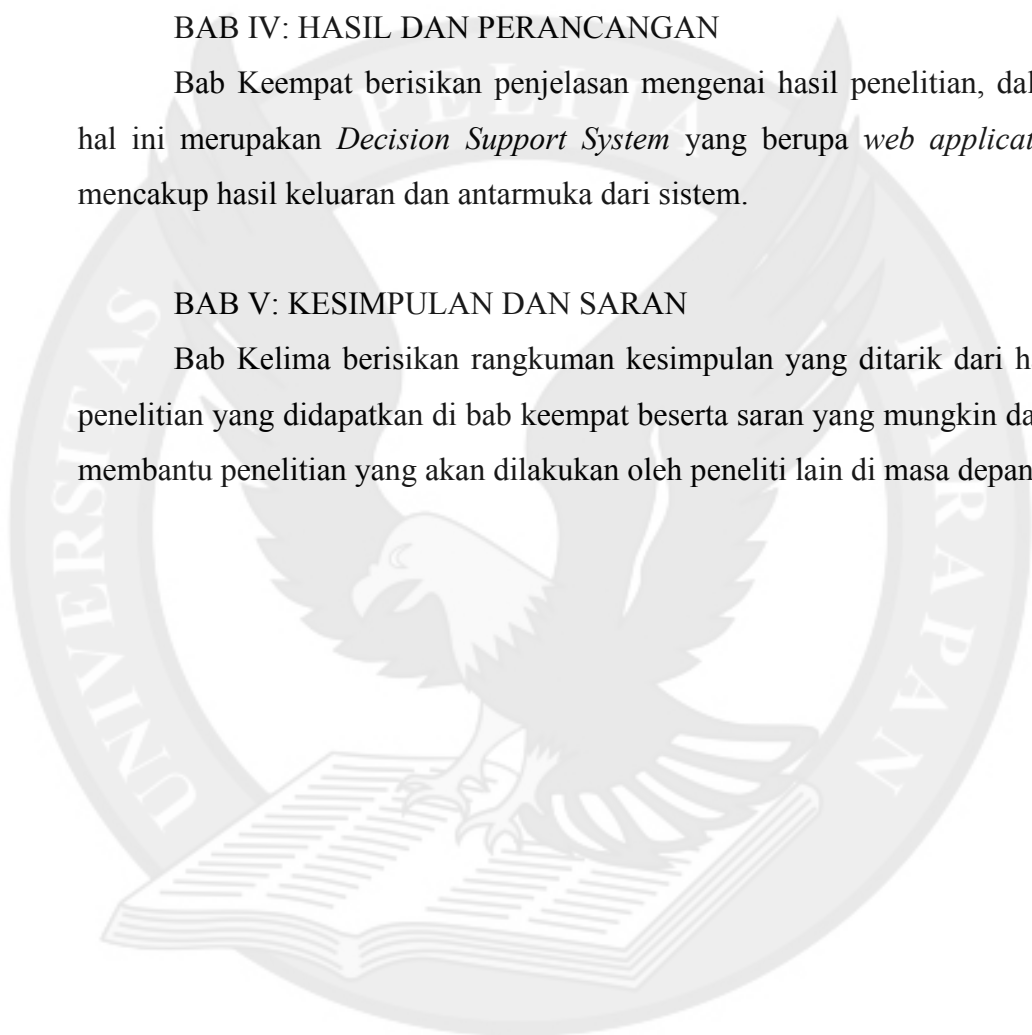 BAB IV: HASIL DAN PERANCANGAN
Bab Keempat berisikan penjelasan mengenai hasil penelitian, dal
hal ini merupakan Decision Support System yang berupa web applicat
mencakup hasil keluaran dan antarmuka dari sistem.
BAB V: KESIMPULAN DAN SARAN
Bab Kelima berisikan rangkuman kesimpulan yang ditarik dari h
penelitian yang didapatkan di bab keempat beserta saran yang mungkin da
membantu penelitian yang akan dilakukan oleh peneliti lain di masa depan
UNIVERSITAS PELITA HARAPAN